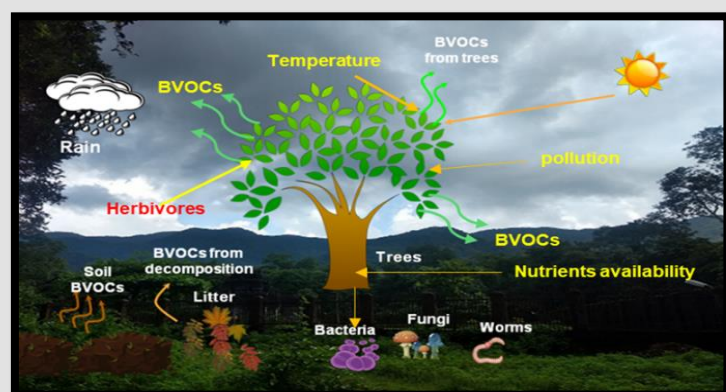 BVOCs
from trees
Temperature
BVOCs
Rain
pollution
Herbivores
BVOCs
Trees
BVOCs from
decomposition
Soil
BVOCs
Nutrients availability
Litter
Bacteria
Fungi
Worms